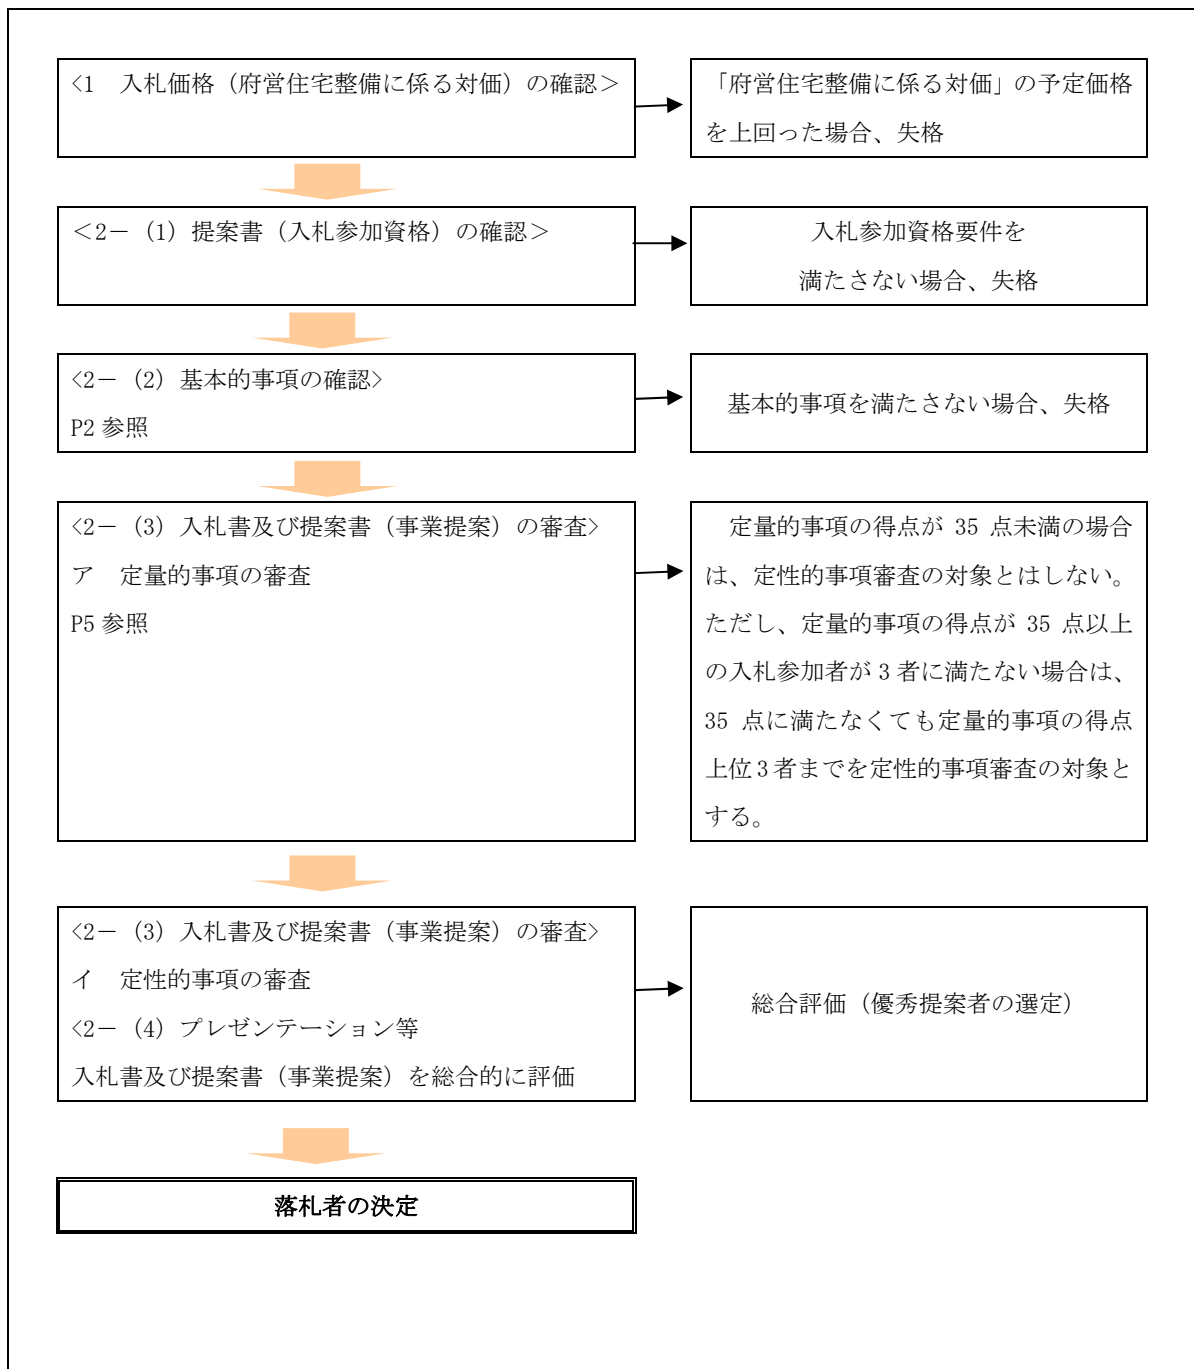 <1　入札価格（府営住宅整備に係る対価）の確認＞
「府営住宅整備に係る対価」の予定価格
を上回った場合、失格
＜2－（1）提案書（入札参加資格）の確認＞
入札参加資格要件を
満たさない場合、失格
<2－（2）基本的事項の確認>
P2 参照
基本的事項を満たさない場合、失格
<2－（3）入札書及び提案書（事業提案）の審査>
ア　定量的事項の審査
P5 参照
定量的事項の得点が 35 点未満の場合
は、定性的事項審査の対象とはしない。
ただし、定量的事項の得点が 35 点以上
の入札参加者が 3 者に満たない場合は、
35 点に満たなくても定量的事項の得点
上位 3 者までを定性的事項審査の対象と
する。
<2－（3）入札書及び提案書（事業提案）の審査>
イ　定性的事項の審査
<2－（4）プレゼンテーション等
入札書及び提案書（事業提案）を総合的に評価
総合評価（優秀提案者の選定）
落札者の決定